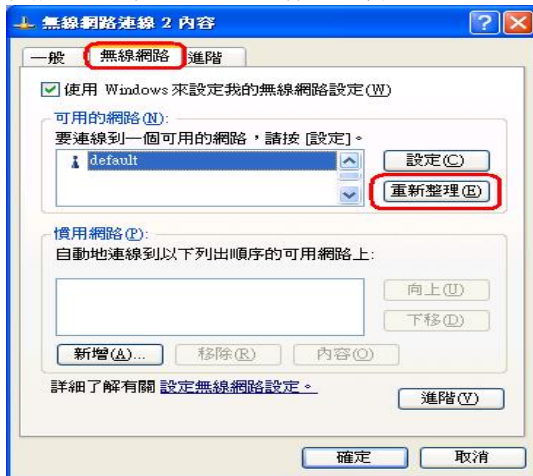 無線網路連線 2 內容
一般 無線網路 進階
使用 Windows 來設定我的無線網路設定(W)
可用的網路(N):
要連線到一個可用的網路，請按 [設定]。
default
設定(C)
重新整理(E)
慣用網路(P):
自動地連線到以下列出順序的可用網路上:
向上(U)
下移(D)
新增(A)... 移除(R) 內容(O)
詳細了解有關 設定無線網路設定。
進階(V)
確定 取消